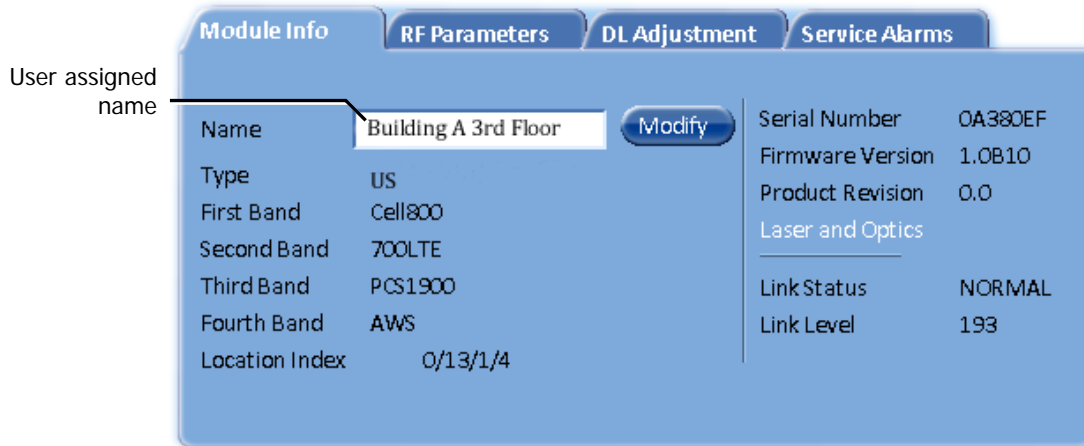 Module Info
RF Parameters
DL Adjustment
Service Alarms
User assigned
name
Name
Building A 3rd Floor
Modify
Type
US
First Band
Cell800
Second Band
700LTE
Third Band
PCS1900
Fourth Band
AWS
Location Index
0/13/1/4
Serial Number
0A380EF
Firmware Version
1.0B10
Product Revision
0.0
Laser and Optics
Link Status
NORMAL
Link Level
193